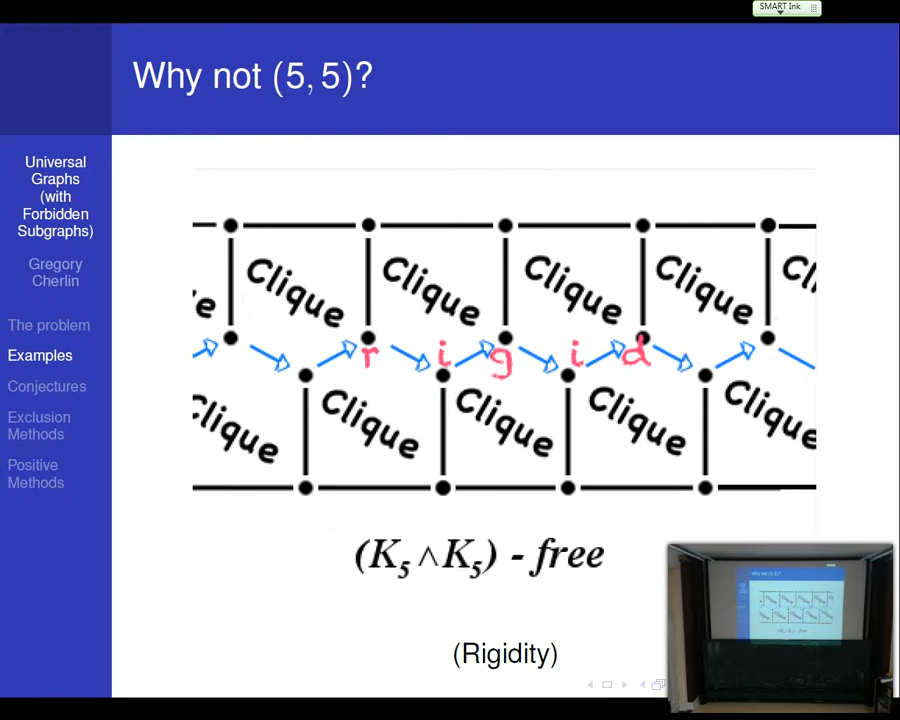 SMART Ink
Why not (5, 5)?
Universal
Graphs
(with
Forbidden
Subgraphs)
Gregory
Cherlin
The problem
Examples
Conjectures
Exclusion
Methods
Positive
Methods
Clique Clique Clique Clique
r i g i d
Clique Clique Clique Clique Clique
(K₅ ∧ K₅) - free
(Rigidity)